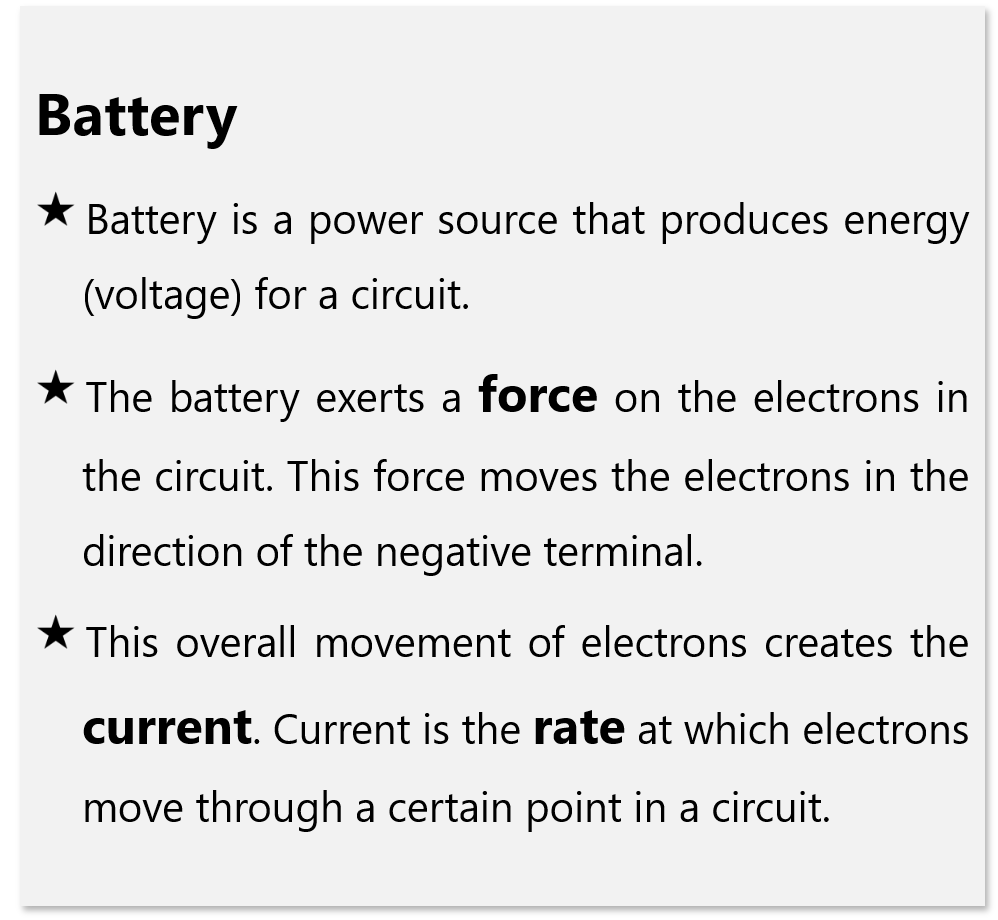 Battery
★ Battery is a power source that produces energy
(voltage) for a circuit.
★ The battery exerts a force on the electrons in
the circuit. This force moves the electrons in the
direction of the negative terminal.
★ This overall movement of electrons creates the
current. Current is the rate at which electrons
move through a certain point in a circuit.